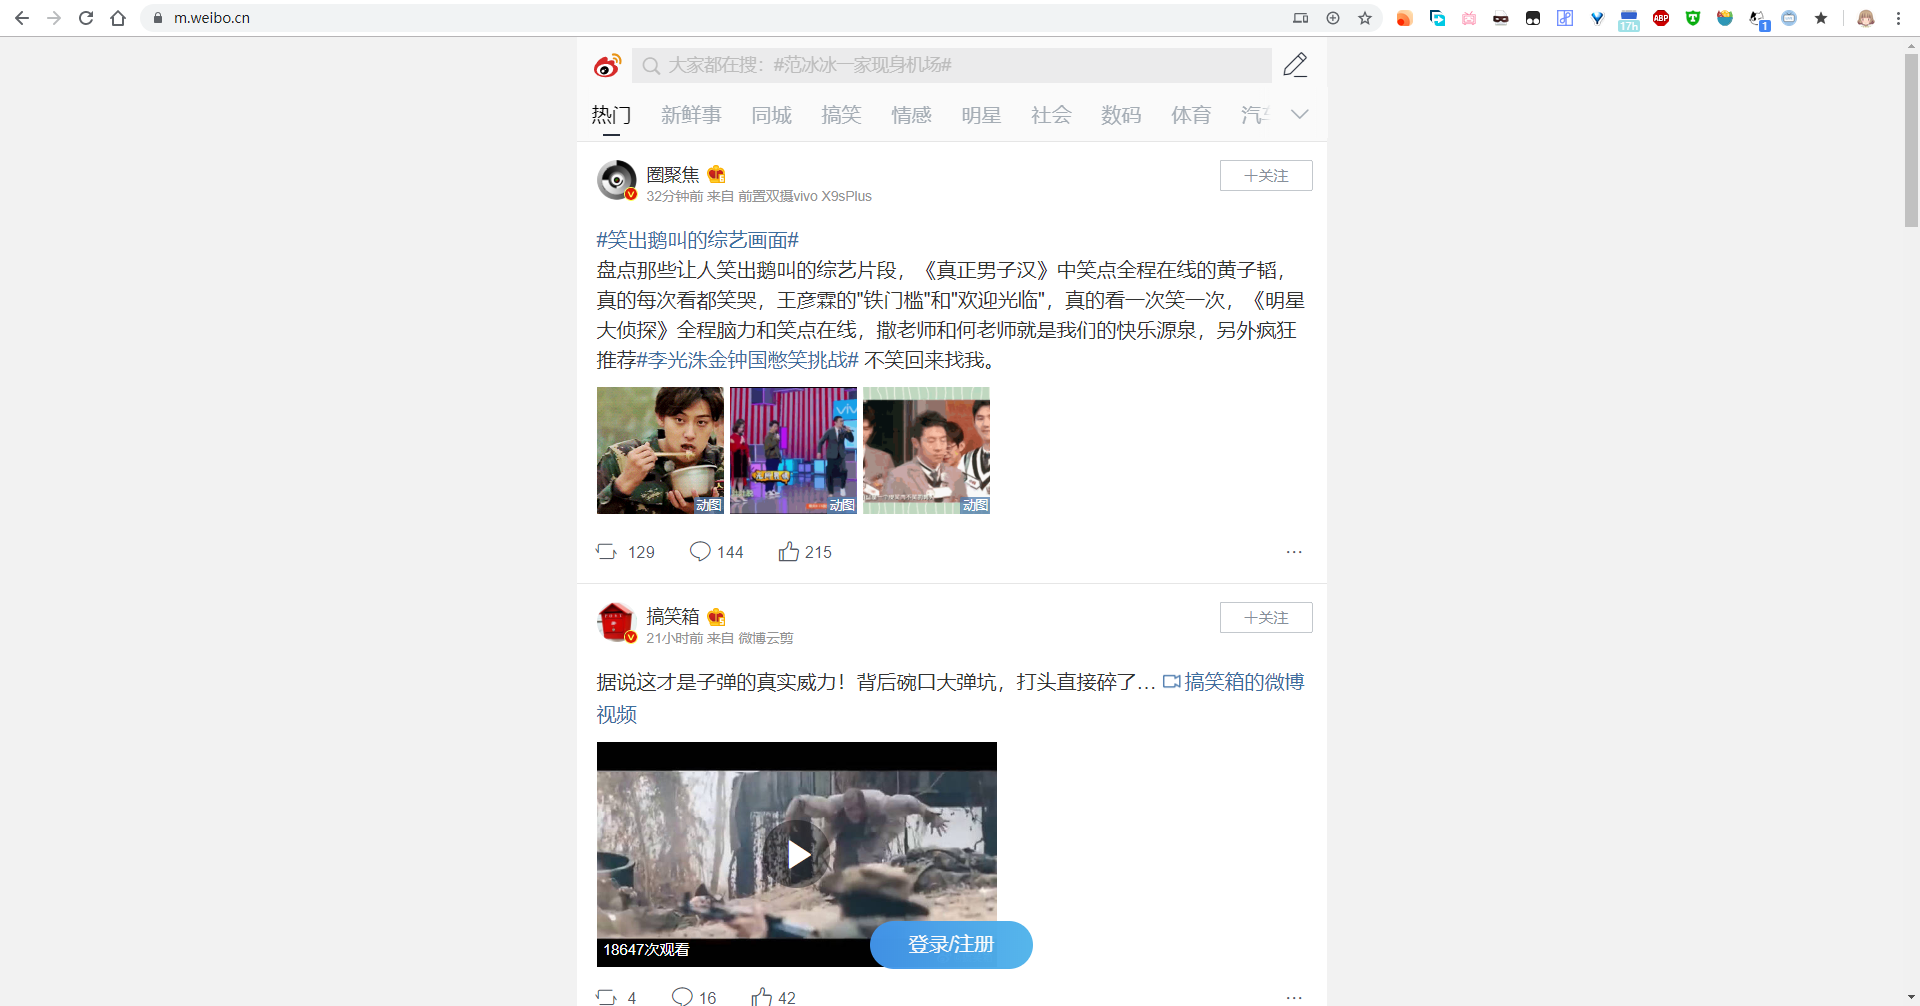 m.weibo.cn
17h
ABP
1
大家都在搜：#范冰冰一家现身机场#
热门 新鲜事 同城 搞笑 情感 明星 社会 数码 体育 汽
圈聚焦
+关注
32分钟前 来自 前置双摄vivo X9sPlus
#笑出鹅叫的综艺画面#
盘点那些让人笑出鹅叫的综艺片段，《真正男子汉》中笑点全程在线的黄子韬，
真的每次看都笑哭，王彦霖的"铁门槛"和"欢迎光临"，真的看一次笑一次，《明星
大侦探》全程脑力和笑点在线，撒老师和何老师就是我们的快乐源泉，另外疯狂
推荐#李光洙金钟国憋笑挑战# 不笑回来找我。
动图 动图 动图
129 144 215
搞笑箱
+关注
21小时前 来自 微博云剪
据说这才是子弹的真实威力！背后碗口大弹坑，打头直接碎了... 搞笑箱的微博
视频
18647次观看
登录/注册
4 16 42